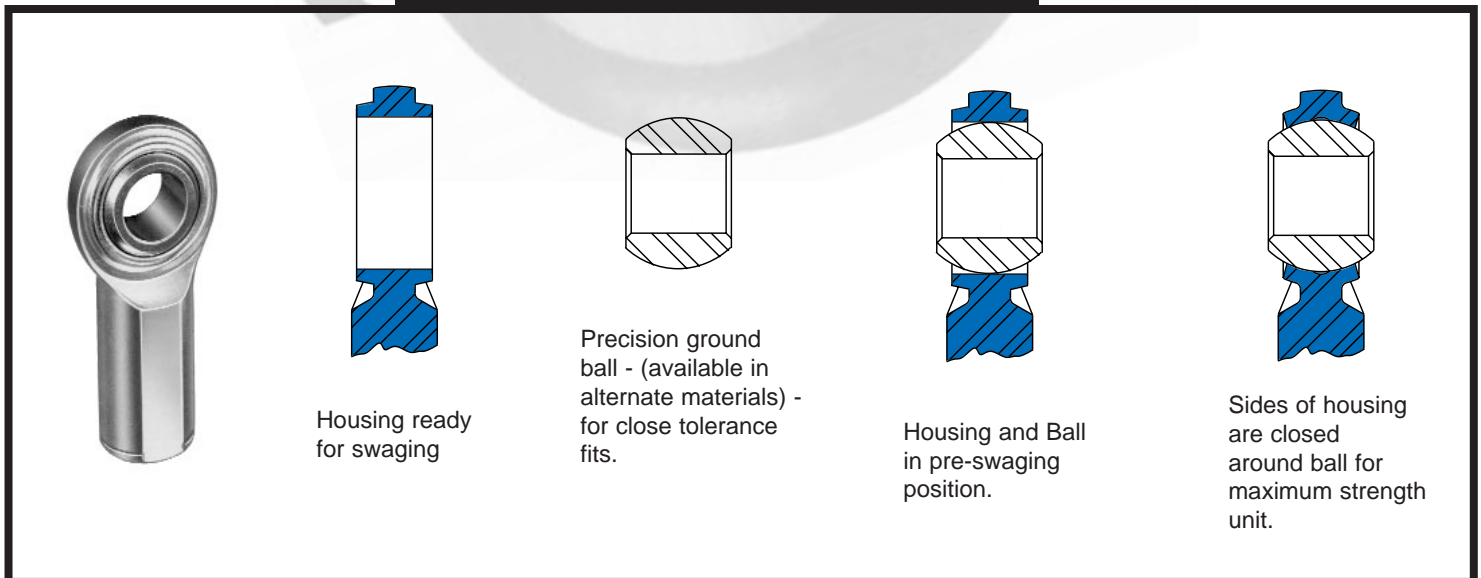 Housing ready
for swaging
Precision ground
ball - (available in
alternate materials) -
for close tolerance
fits.
Housing and Ball
in pre-swaging
position.
Sides of housing
are closed
around ball for
maximum strength
unit.